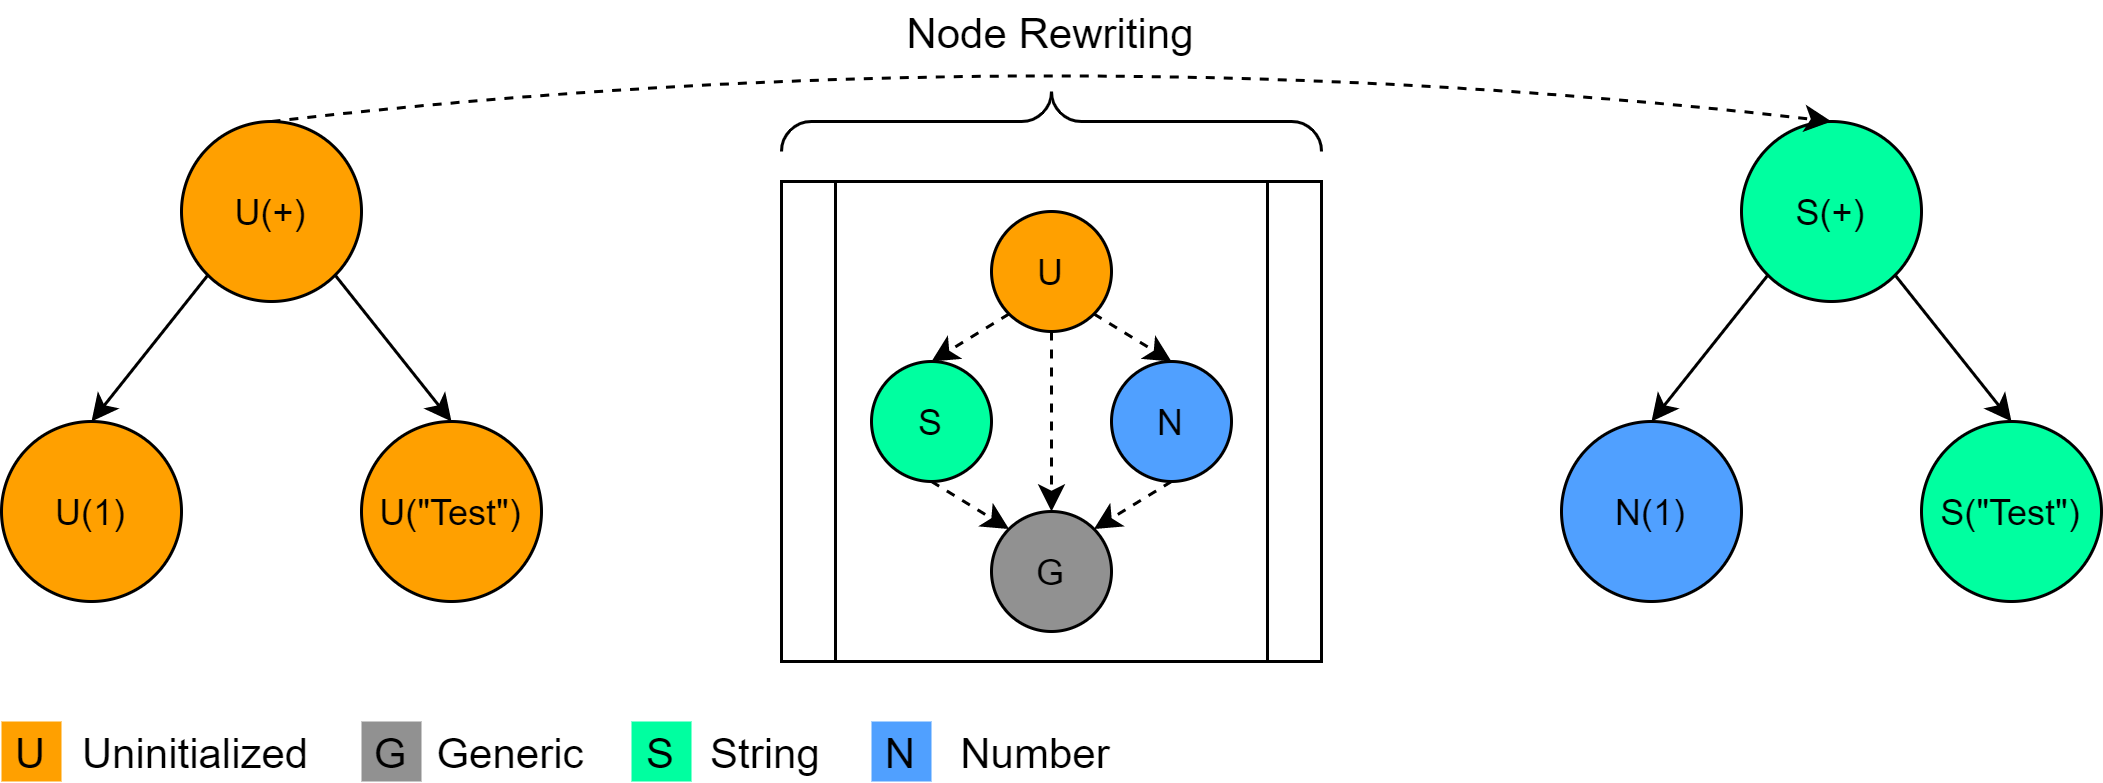 Node Rewriting
U(+)
S(+)
U
S
N
U(1)
U("Test")
G
N(1)
S("Test")
U Uninitialized G Generic S String N Number